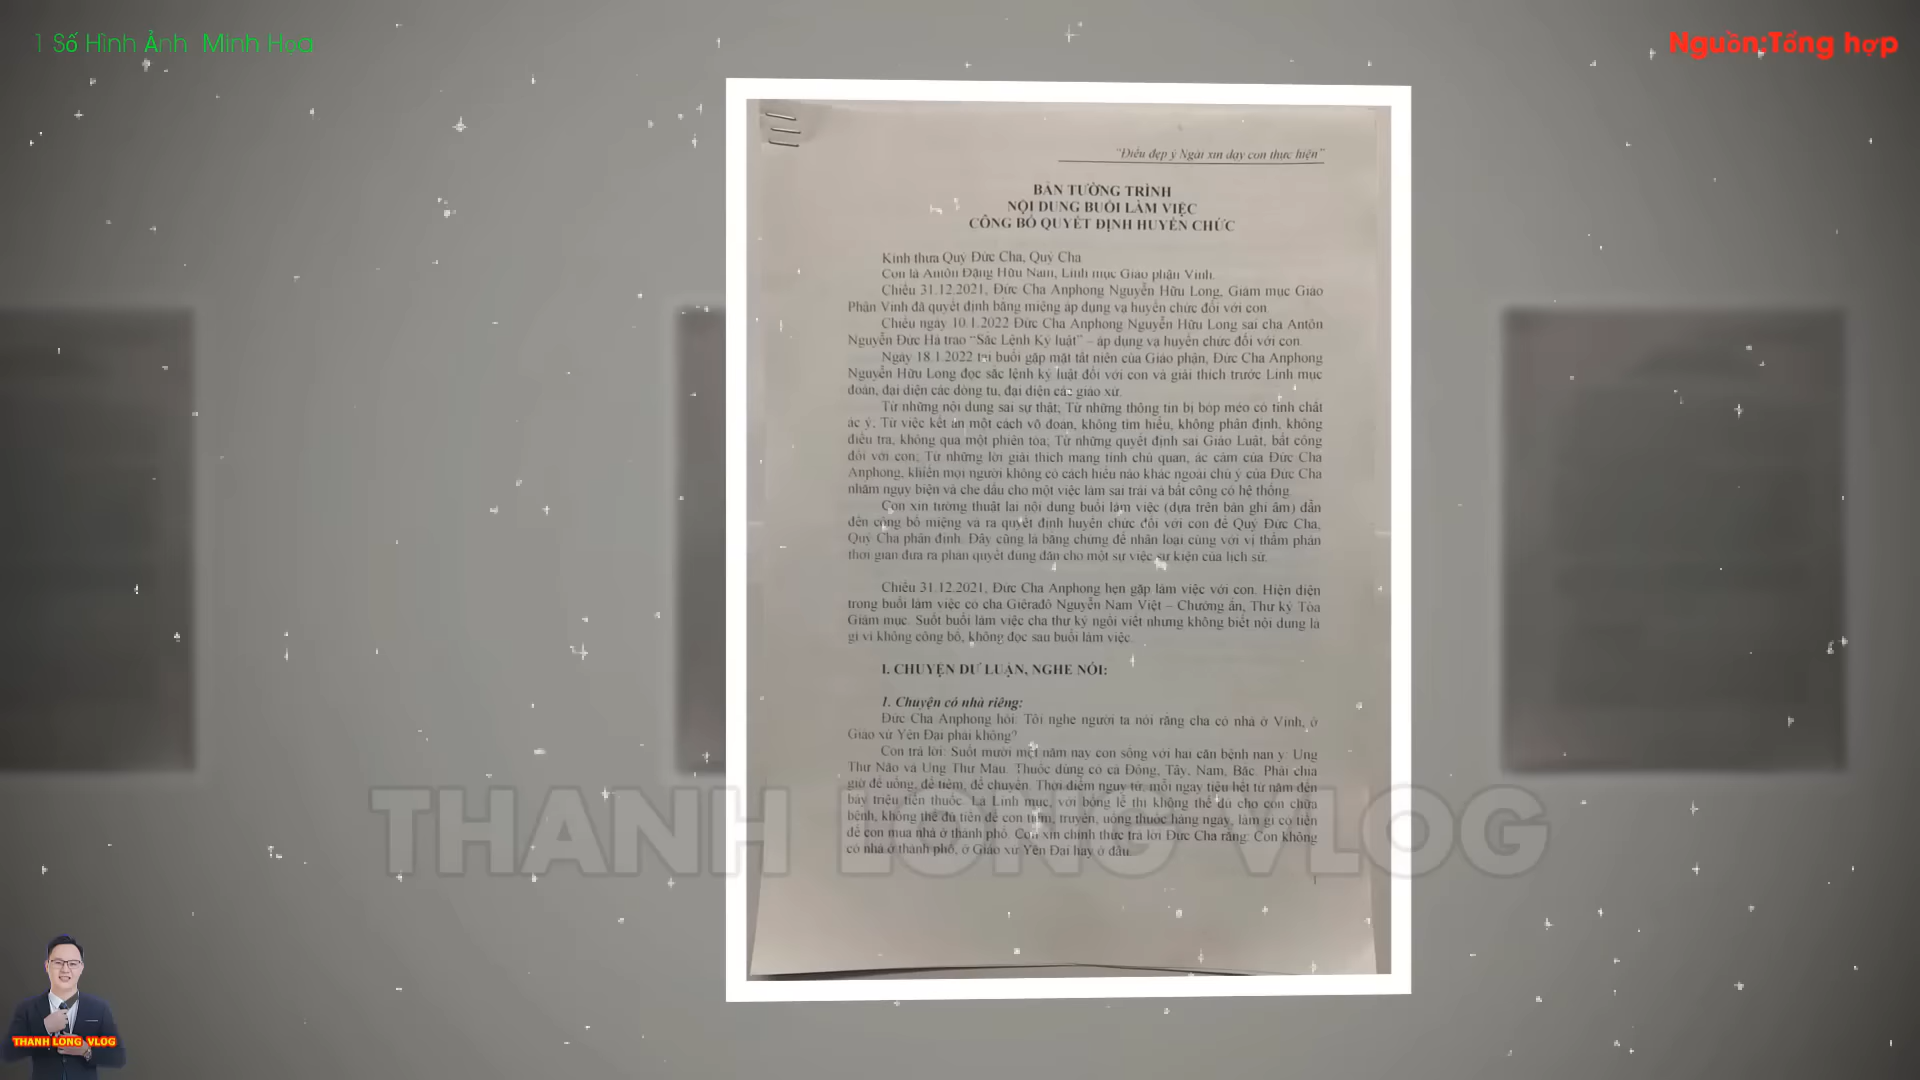 1 Số Hình Ảnh Minh Họa
Nguồn:Tổng hợp
"Điều đẹp ý Ngài xin dạy con thực hiện"
BẢN TƯỜNG TRÌNH
NỘI DUNG BUỔI LÀM VIỆC
CÔNG BỐ QUYẾT ĐỊNH HUYỀN CHỨC
Kính thưa Quý Đức Cha, Quý Cha
Con là Antôn Đặng Hữu Nam, Linh mục Giáo phận Vinh.
Chiều 31.12.2021, Đức Cha Anphong Nguyễn Hữu Long, Giám mục Giáo
Phận Vinh đã quyết định bằng miệng áp dụng vạ huyền chức đối với con.
Chiều ngày 10.1.2022 Đức Cha Anphong Nguyễn Hữu Long sai cha Antôn
Nguyễn Đức Hà trao “Sắc Lệnh Kỷ luật” – áp dụng vạ huyền chức đối với con.
Ngày 18.1.2022 tại buổi gặp mặt tất niên của Giáo phận, Đức Cha Anphong
Nguyễn Hữu Long đọc sắc lệnh kỷ luật đối với con và giải thích trước Linh mục
đoàn, đại diện các dòng tu, đại diện các giáo xứ.
Từ những nội dung sai sự thật; Từ những thông tin bị bóp méo có tính chất
ác ý; Từ việc kết án một cách võ đoán, không tìm hiểu, không phân định, không
điều tra, không qua một phiên tòa; Từ những quyết định sai Giáo Luật, bất công
đối với con; Từ những lời giải thích mang tính chủ quan, ác cảm của Đức Cha
Anphong, khiến mọi người không có cách hiểu nào khác ngoài chủ ý của Đức Cha
nhằm ngụy biện và che dấu cho một việc làm sai trái và bất công có hệ thống.
Con xin tường thuật lại nội dung buổi làm việc (dựa trên bản ghi âm) dẫn
đến công bố miệng và ra quyết định huyền chức đối với con để Quý Đức Cha,
Quý Cha phân định. Đây cũng là bằng chứng để nhân loại cùng với vị thẩm phán
thời gian đưa ra phán quyết đúng đắn cho một sự việc sự kiện của lịch sử.
Chiều 31.12.2021, Đức Cha Anphong hẹn gặp làm việc với con. Hiện diện
trong buổi làm việc có cha Giêrađô Nguyễn Nam Việt – Chưởng ấn, Thư ký Tòa
Giám mục. Suốt buổi làm việc cha thư ký ngồi viết nhưng không biết nội dung là
gì vì không công bố, không đọc sau buổi làm việc.
I. CHUYỆN DƯ LUẬN, NGHE NÓI:
1. Chuyện có nhà riêng:
Đức Cha Anphong hỏi: Tôi nghe người ta nói rằng cha có nhà ở Vinh, ở
Giáo xứ Yên Đại phải không?
Con trả lời: Suốt mười một năm nay con sống với hai căn bệnh nan y: Ung
Thư Não và Ung Thư Máu. Thuốc dùng có cả Đông, Tây, Nam, Bắc. Phải chia
giờ để uống, để tiêm, để chuyền. Thời điểm nguy tử, mỗi ngày tiêu hết từ năm đến
bảy triệu tiền thuốc. Là Linh mục, với bổng lễ thì không thể đủ cho con chữa
bệnh, không thể đủ tiền để con tiêm, truyền, uống thuốc hàng ngày, làm gì có tiền
để con mua nhà ở thành phố. Con xin chính thức trả lời Đức Cha rằng: Con không
có nhà ở thành phố, ở Giáo xứ Yên Đại hay ở đâu.
1
THANH LONG VLOG
THANH LONG VLOG